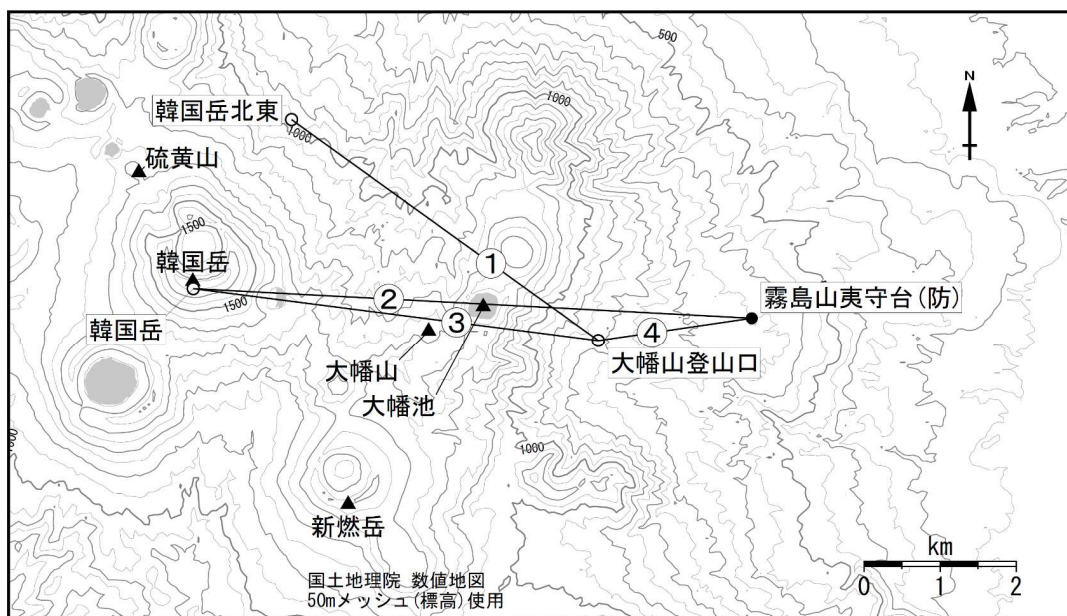 500
N
韓国岳北東
1000
1000
硫黄山
1500
韓国岳
1500
韓国岳
①
②
③
④
霧島山夷守台(防)
大幡山登山口
大幡山
大幡池
1000
1000
新燃岳
km
0 1 2
国土地理院 数値地図
50mメッシュ(標高)使用